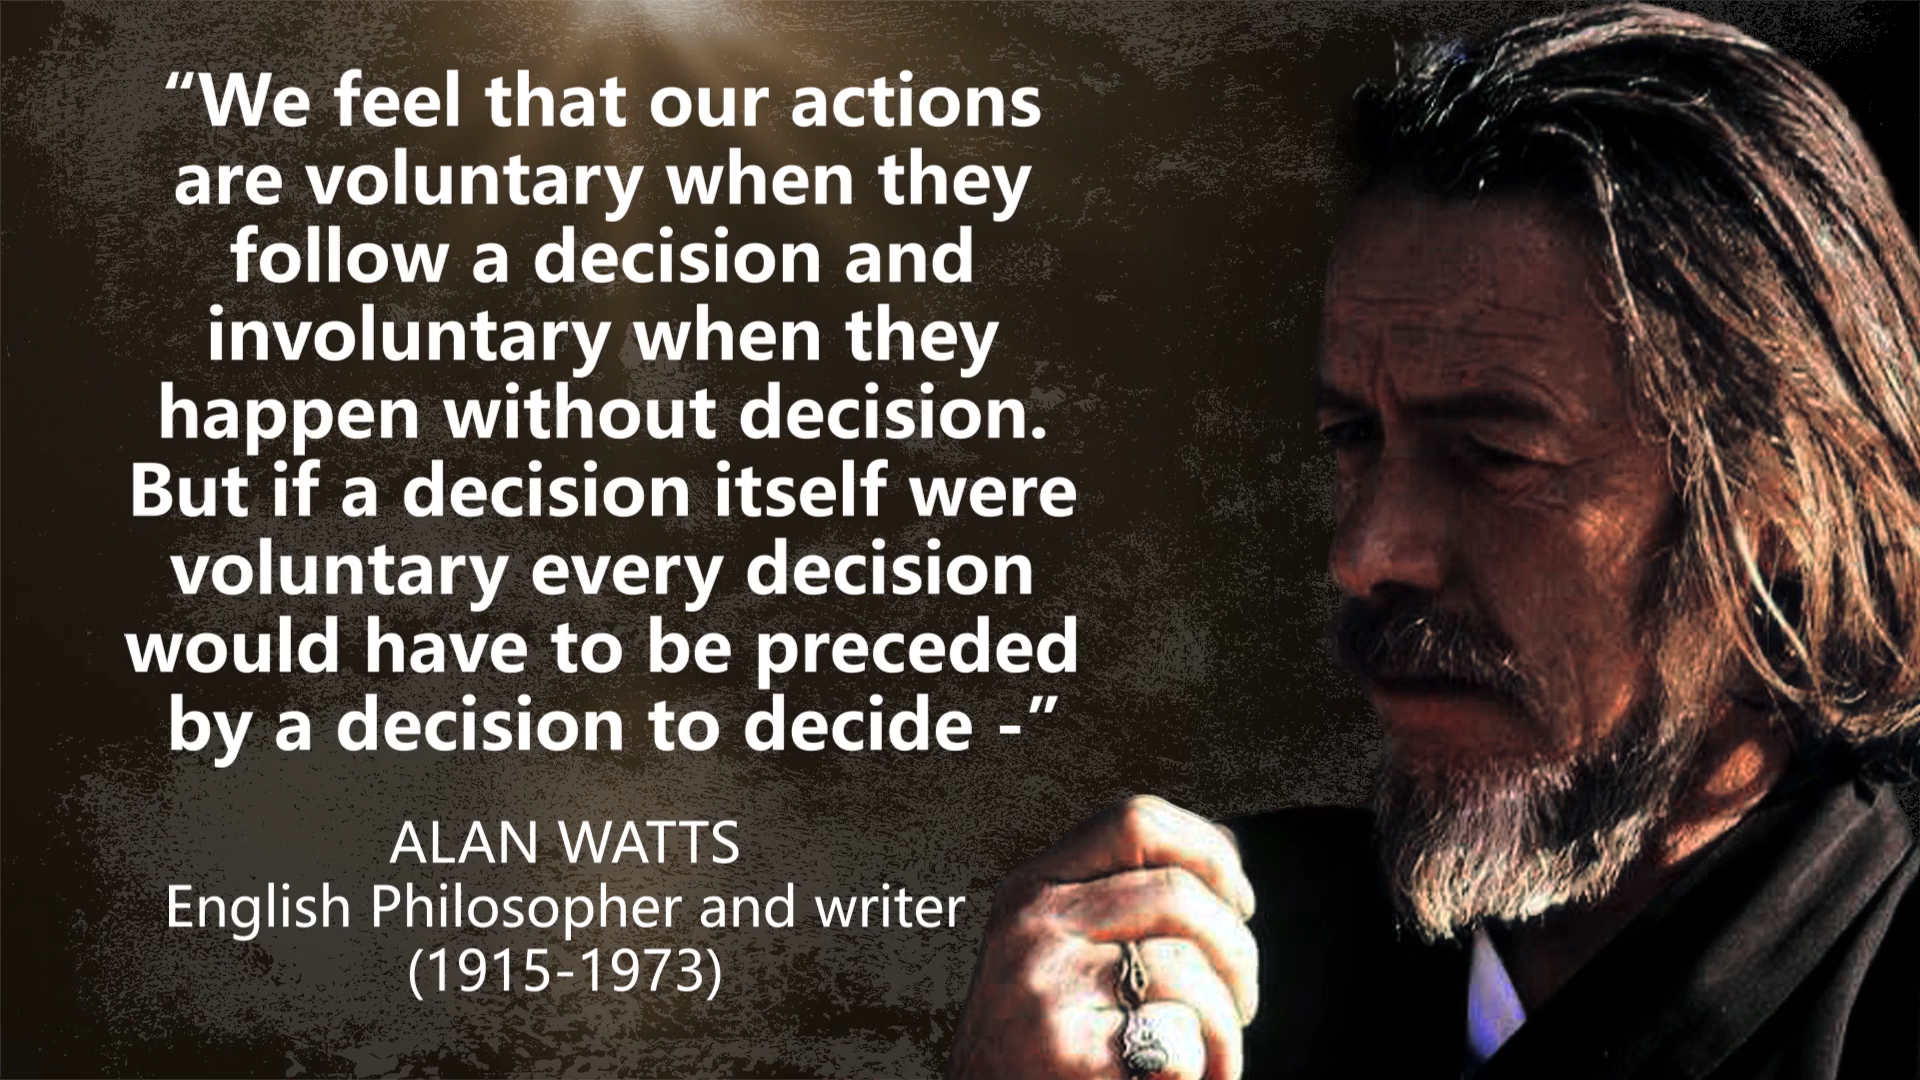 “We feel that our actions
are voluntary when they
follow a decision and
involuntary when they
happen without decision.
But if a decision itself were
voluntary every decision
would have to be preceded
by a decision to decide -”
ALAN WATTS
English Philosopher and writer
(1915-1973)